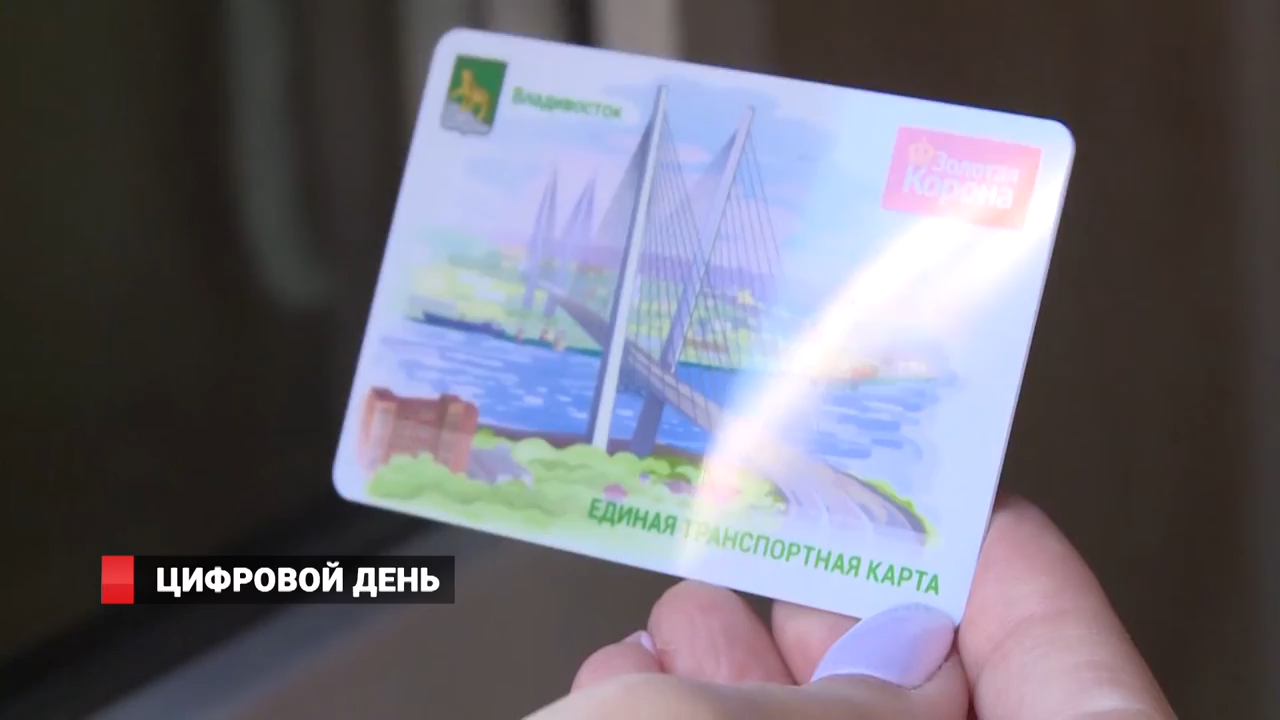 Владивосток
Золотая
Корона
ЕДИНАЯ ТРАНСПОРТНАЯ КАРТА
ЦИФРОВОЙ ДЕНЬ